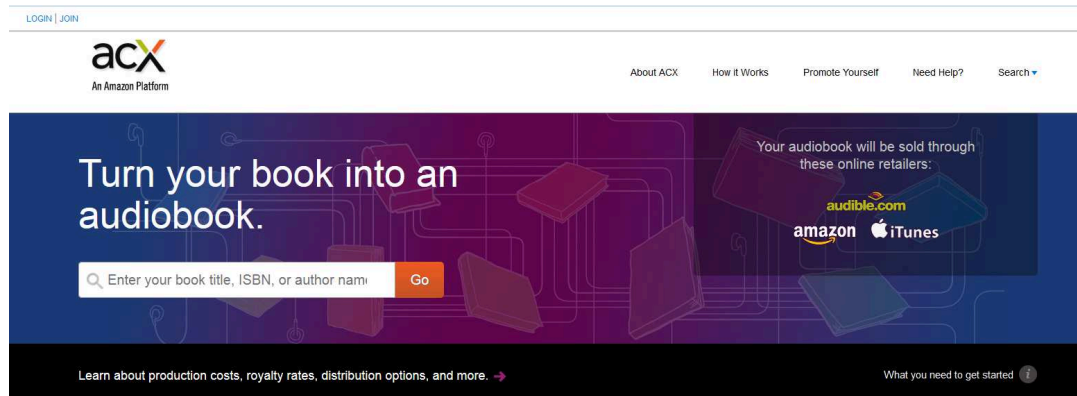 LOGIN | JOIN
acx
An Amazon Platform
About ACX How it Works Promote Yourself Need Help? Search
Turn your book into an
audiobook.
Enter your book title, ISBN, or author nam
Go
Your audiobook will be sold through
these online retailers:
audible.com
amazon iTunes
Learn about production costs, royalty rates, distribution options, and more.
What you need to get started i